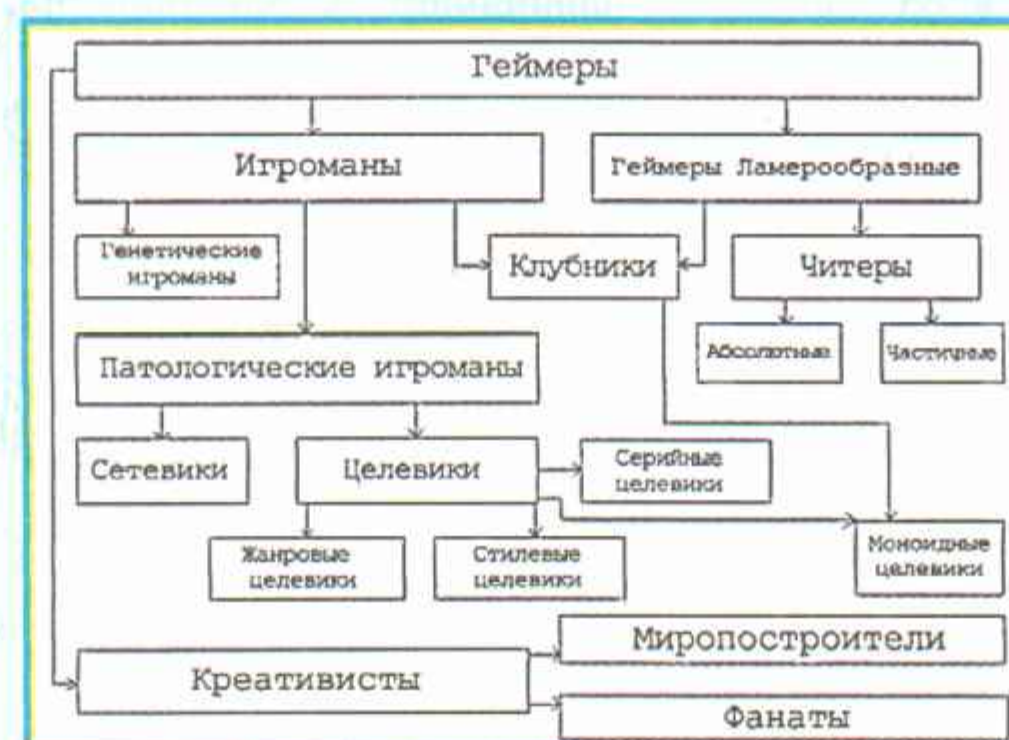 Геймеры
Игроманы
Геймеры Ламерообразные
Генетические
игроманы
Клубники
Читеры
Абсолютные
Частичные
Патологические игроманы
Сетевики
Целевики
Серийные
целевики
Жанровые
целевики
Стилевые
целевики
Моноидные
целевики
Миропостроители
Креативисты
Фанаты